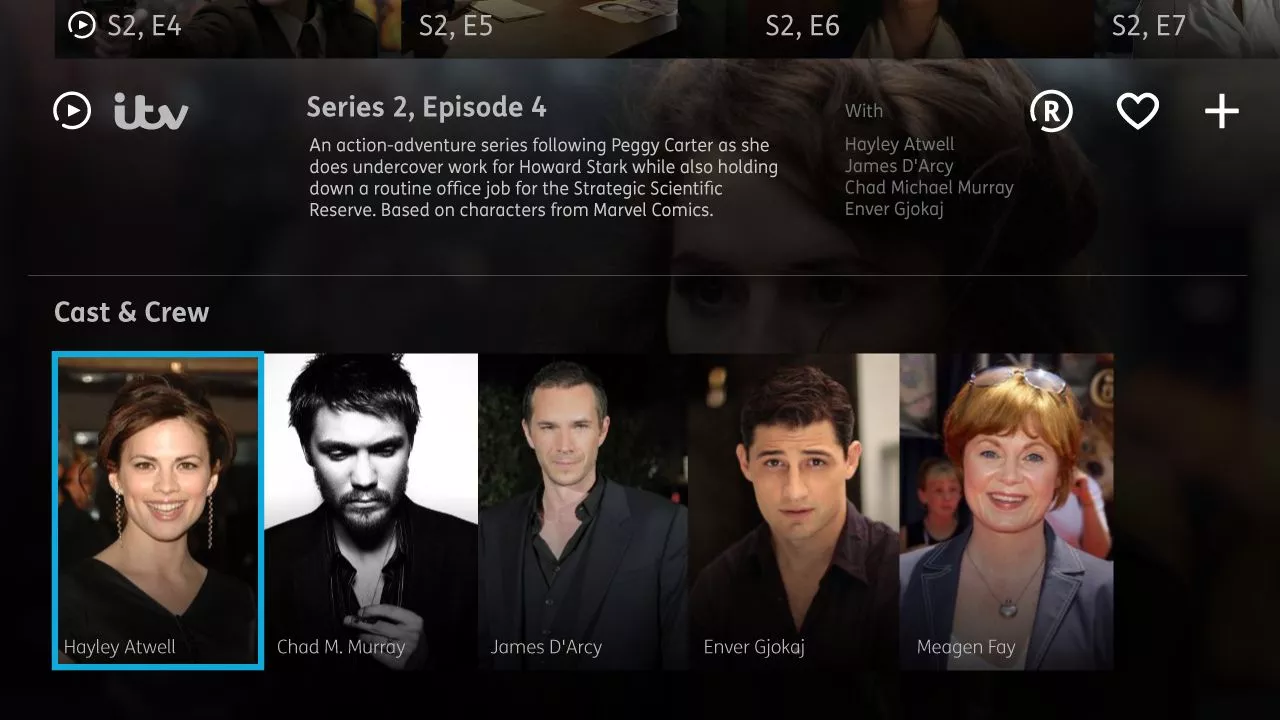 S2, E4
S2, E5
S2, E6
S2, E7
itv
Series 2, Episode 4
An action-adventure series following Peggy Carter as she
does undercover work for Howard Stark while also holding
down a routine office job for the Strategic Scientific
Reserve. Based on characters from Marvel Comics.
With
Hayley Atwell
James D'Arcy
Chad Michael Murray
Enver Gjokaj
R
Cast & Crew
Hayley Atwell
Chad M. Murray
James D'Arcy
Enver Gjokaj
Meagen Fay